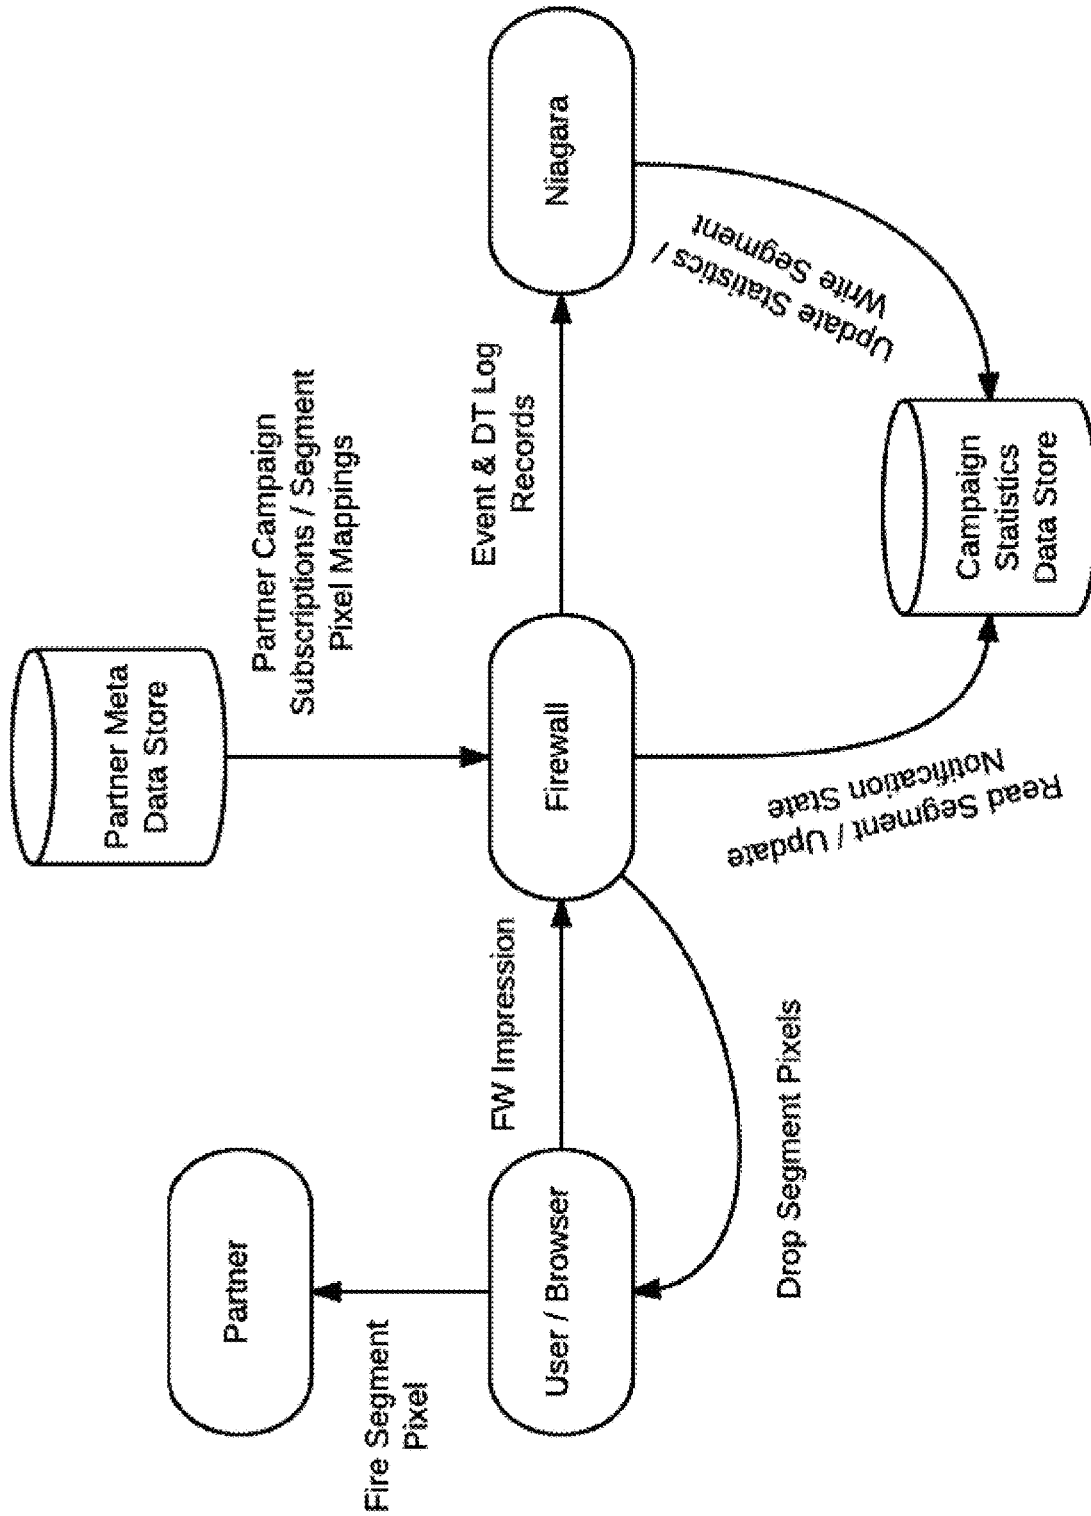 Partner Meta
Data Store
Partner Campaign
Subscriptions / Segment
Pixel Mappings
Partner
Fire Segment
Pixel
User / Browser
FW Impression
Firewall
Event & DT Log
Records
Niagara
Drop Segment Pixels
Read Segment / Update
Notification State
Update Statistics /
Write Segment
Campaign
Statistics
Data Store